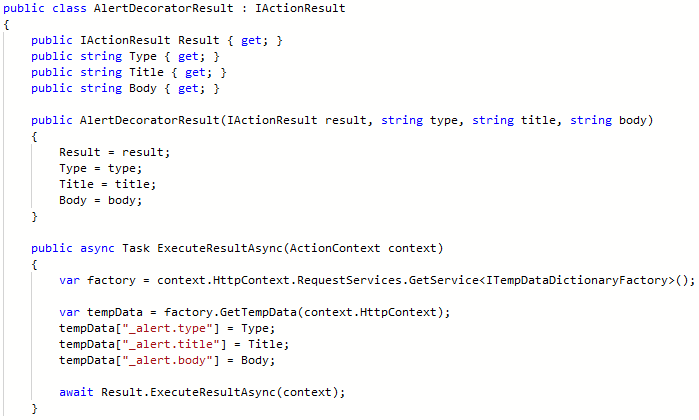 public class AlertDecoratorResult : IActionResult
{
    public IActionResult Result { get; }
    public string Type { get; }
    public string Title { get; }
    public string Body { get; }

    public AlertDecoratorResult(IActionResult result, string type, string title, string body)
    {
        Result = result;
        Type = type;
        Title = title;
        Body = body;
    }

    public async Task ExecuteResultAsync(ActionContext context)
    {
        var factory = context.HttpContext.RequestServices.GetService<ITempDataDictionaryFactory>();

        var tempData = factory.GetTempData(context.HttpContext);
        tempData["_alert.type"] = Type;
        tempData["_alert.title"] = Title;
        tempData["_alert.body"] = Body;

        await Result.ExecuteResultAsync(context);
    }